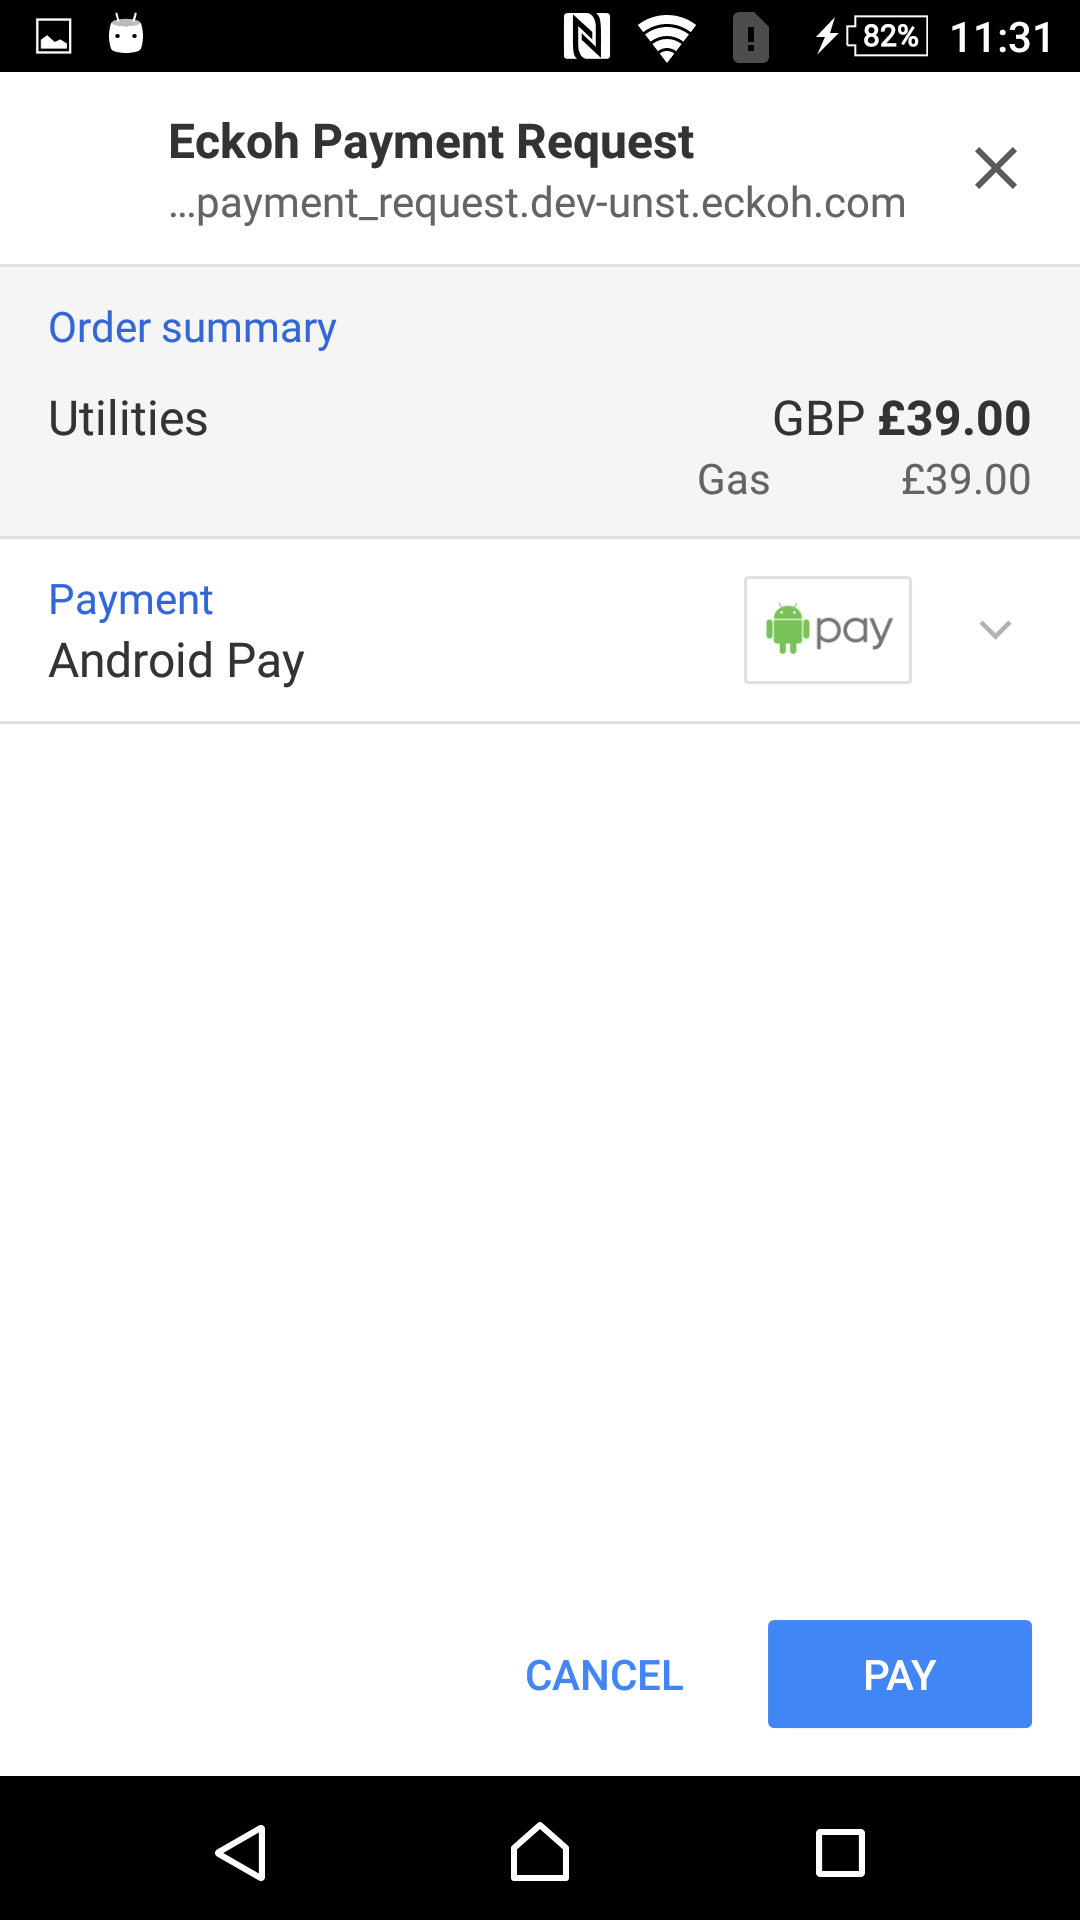 82% 11:31
Eckoh Payment Request
...payment_request.dev-unst.eckoh.com
Order summary
Utilities GBP £39.00
Gas £39.00
Payment
Android Pay
pay
CANCEL PAY